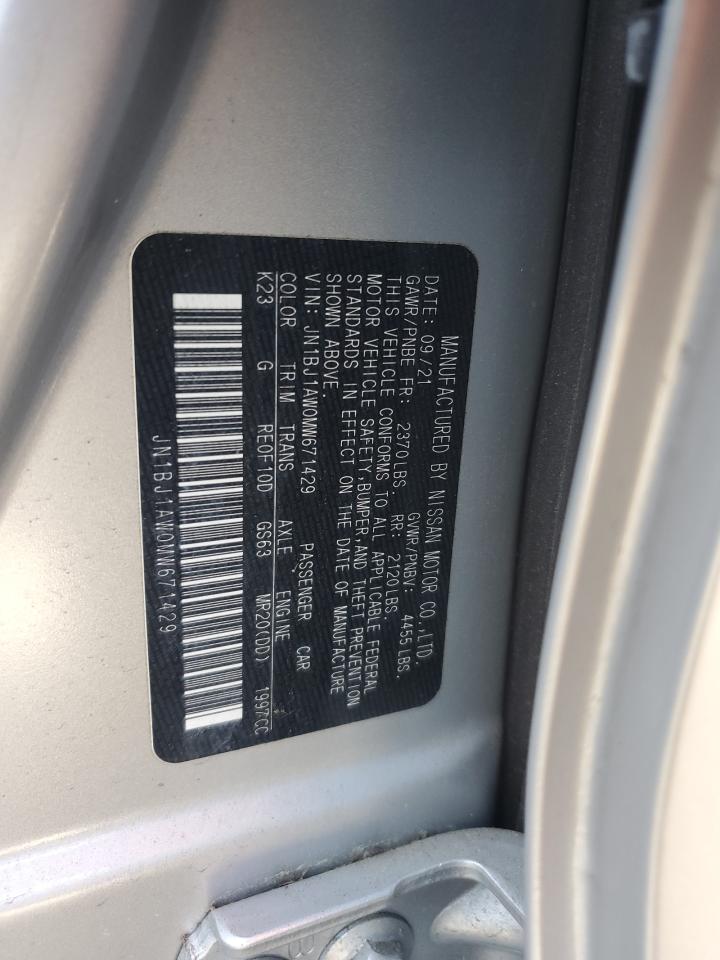 MANUFACTURED BY NISSAN MOTOR CO.,LTD.
DATE: 09/21 GVWR/PNBV: 4455 LBS.
GAWR/PNBE FR: 2370 LBS. RR: 2120 LBS.
THIS VEHICLE CONFORMS TO ALL APPLICABLE FEDERAL
MOTOR VEHICLE SAFETY,BUMPER,AND THEFT PREVENTION
STANDARDS IN EFFECT ON THE DATE OF MANUFACTURE
SHOWN ABOVE.
VIN: JN1BJ1AW0MW671429 PASSENGER CAR
COLOR TRIM TRANS AXLE ENGINE
K23 G RE0F10D GS63 MR20(DD) 1997CC
JN1BJ1AW0MW671429